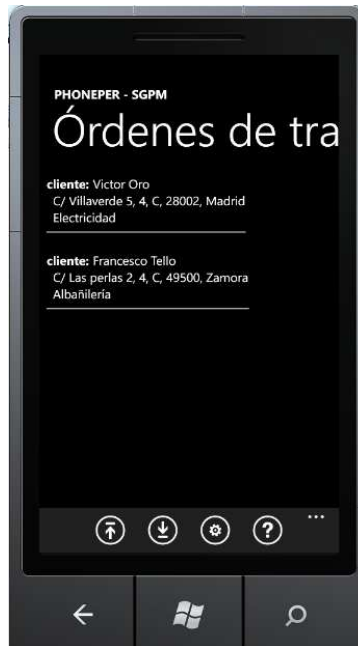 PHONEPER - SGPM
Órdenes de tra
cliente: Victor Oro
C/ Villaverde 5, 4, C, 28002, Madrid
Electricidad
cliente: Francesco Tello
C/ Las perlas 2, 4, C, 49500, Zamora
Albañilería